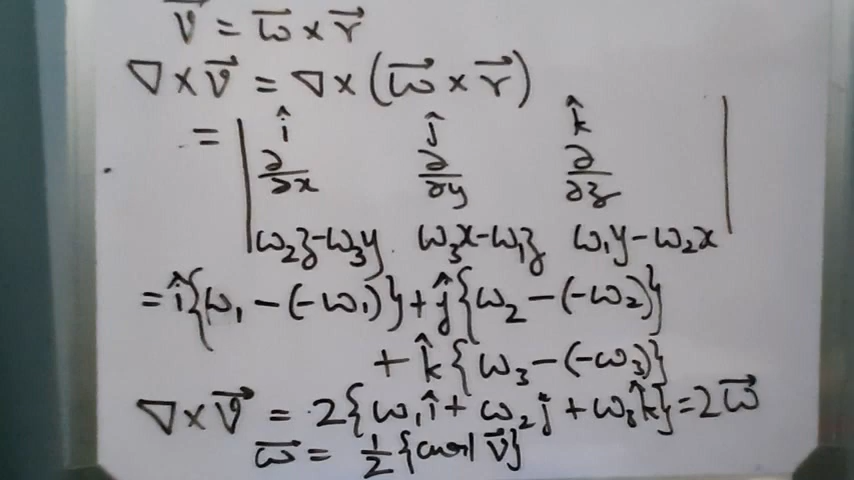 v⃗ = ω⃗ × r⃗
∇ × v⃗ = ∇ × (ω⃗ × r⃗)
= | î ĵ k̂ |
∂/∂x ∂/∂y ∂/∂z
ω₂z-ω₃y ω₃x-ω₁z ω₁y-ω₂x
= î{ω₁ - (-ω₁)} + ĵ{ω₂ - (-ω₂)}
+ k̂{ω₃ - (-ω₃)}
∇ × v⃗ = 2{ω₁î + ω₂ĵ + ω₃k̂} = 2ω⃗
ω⃗ = ½{curl v⃗}